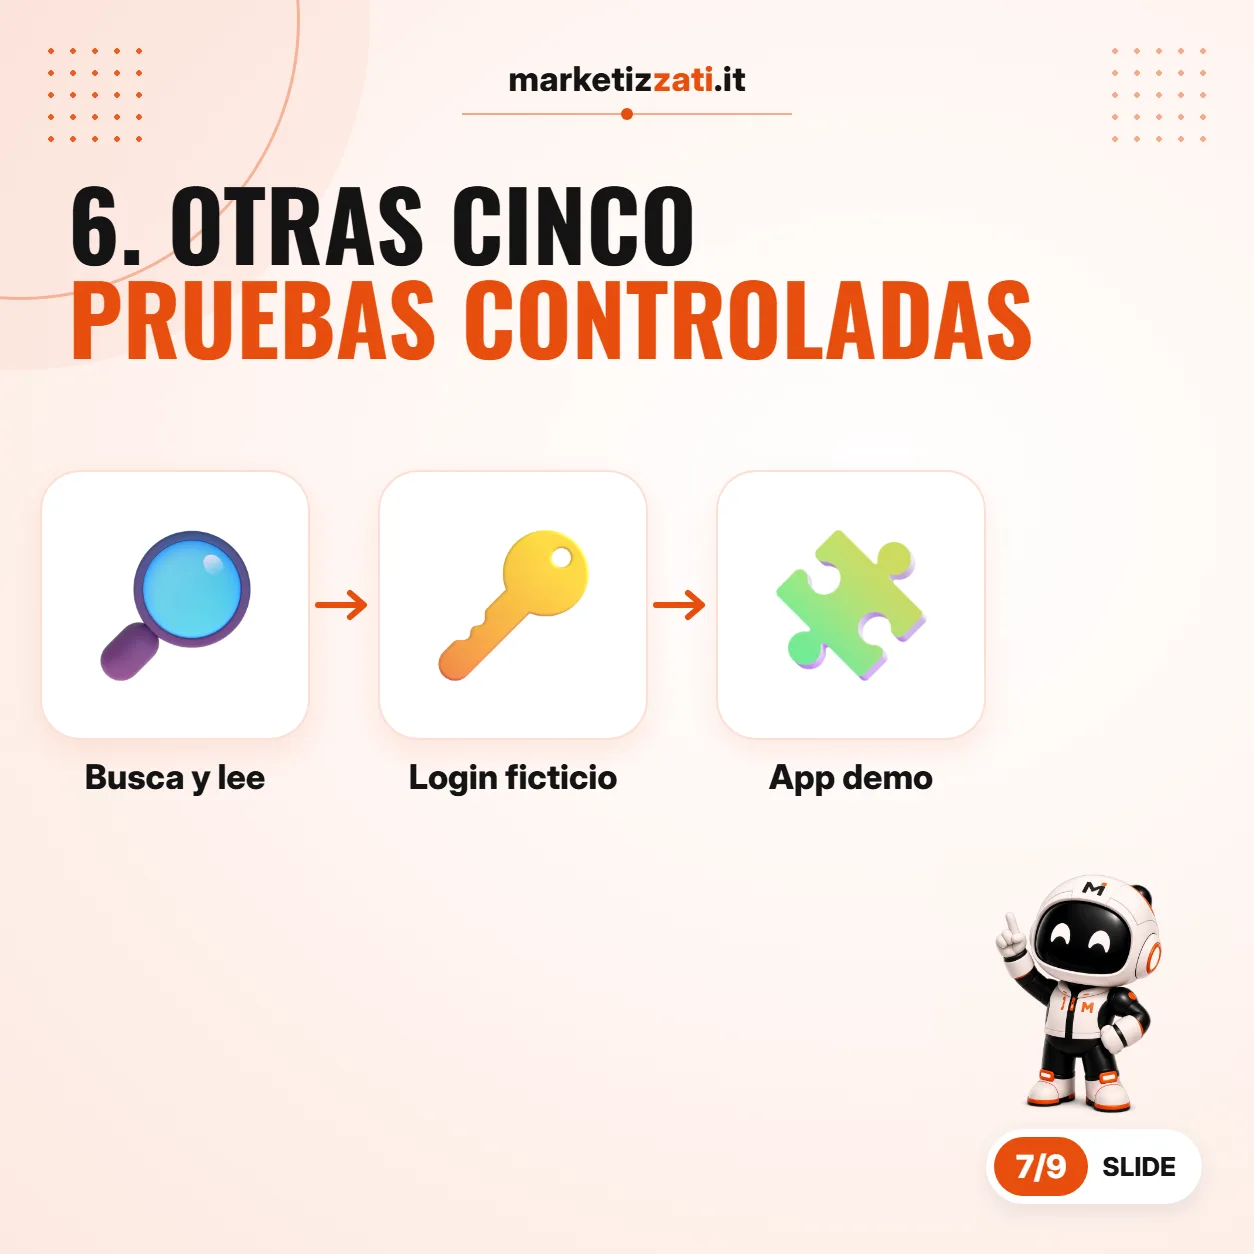 marketizzati.it
6. OTRAS CINCO
PRUEBAS CONTROLADAS
Busca y lee
Login ficticio
App demo
M
M
7/9 SLIDE